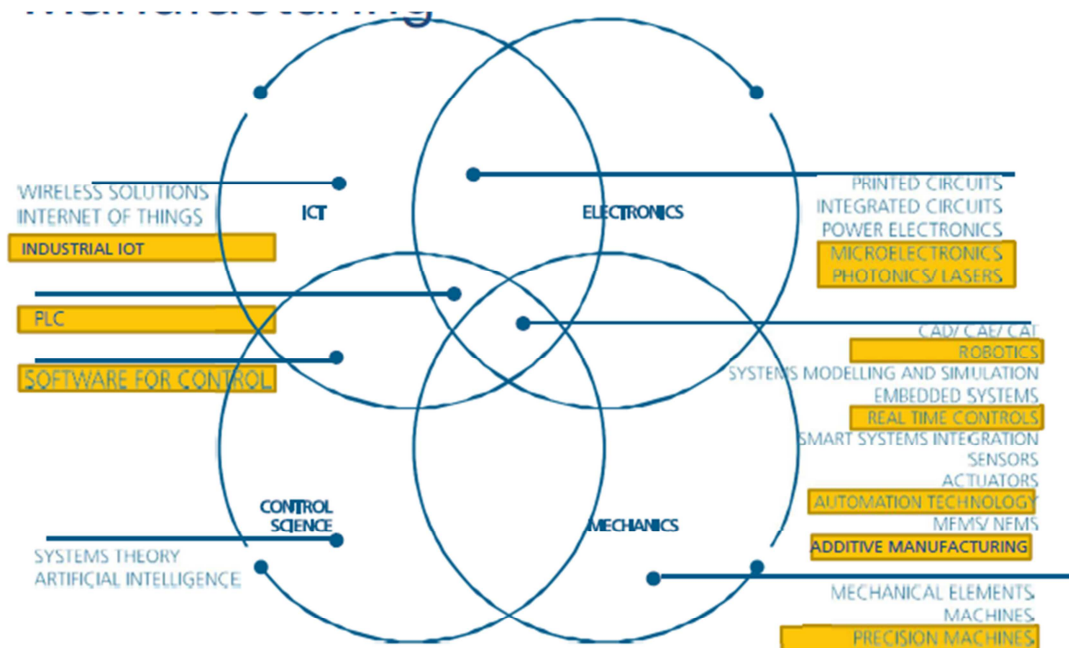 Manufacturing
WIRELESS SOLUTIONS
INTERNET OF THINGS
INDUSTRIAL IOT
PLC
SOFTWARE FOR CONTROL
ICT
ELECTRONICS
PRINTED CIRCUITS
INTEGRATED CIRCUITS
POWER ELECTRONICS
MICROELECTRONICS
PHOTONICS/ LASERS
CAD/ CAE/ CAT
ROBOTICS
SYSTEMS MODELLING AND SIMULATION
EMBEDDED SYSTEMS
REAL TIME CONTROLS
SMART SYSTEMS INTEGRATION
SENSORS
ACTUATORS
AUTOMATION TECHNOLOGY
MEMS/ NEMS
ADDITIVE MANUFACTURING
CONTROL
SCIENCE
MECHANICS
SYSTEMS THEORY
ARTIFICIAL INTELLIGENCE
MECHANICAL ELEMENTS
MACHINES
PRECISION MACHINES